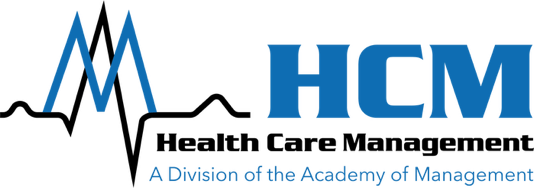 HCM
Health Care Management
A Division of the Academy of Management